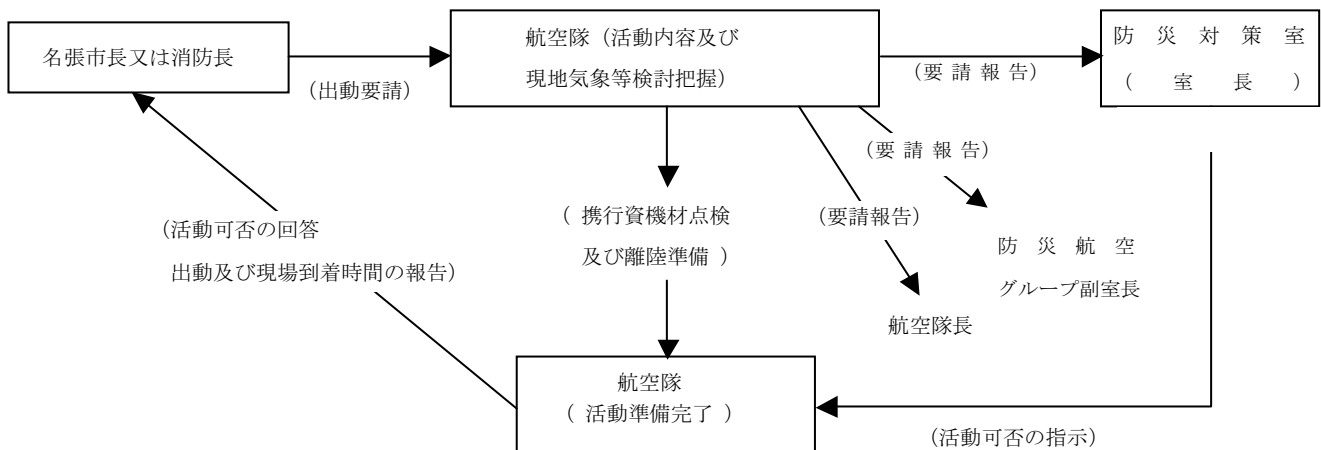 名張市長又は消防長
(出動要請)
航空隊（活動内容及び
現地気象等検討把握）
(要請報告)
防災対策室
(室長)
(要請報告)
(要請報告)
防災航空
グループ副室長
航空隊長
(携行資機材点検
及び離陸準備)
(活動可否の回答
出動及び現場到着時間の報告)
航空隊
(活動準備完了)
(活動可否の指示)